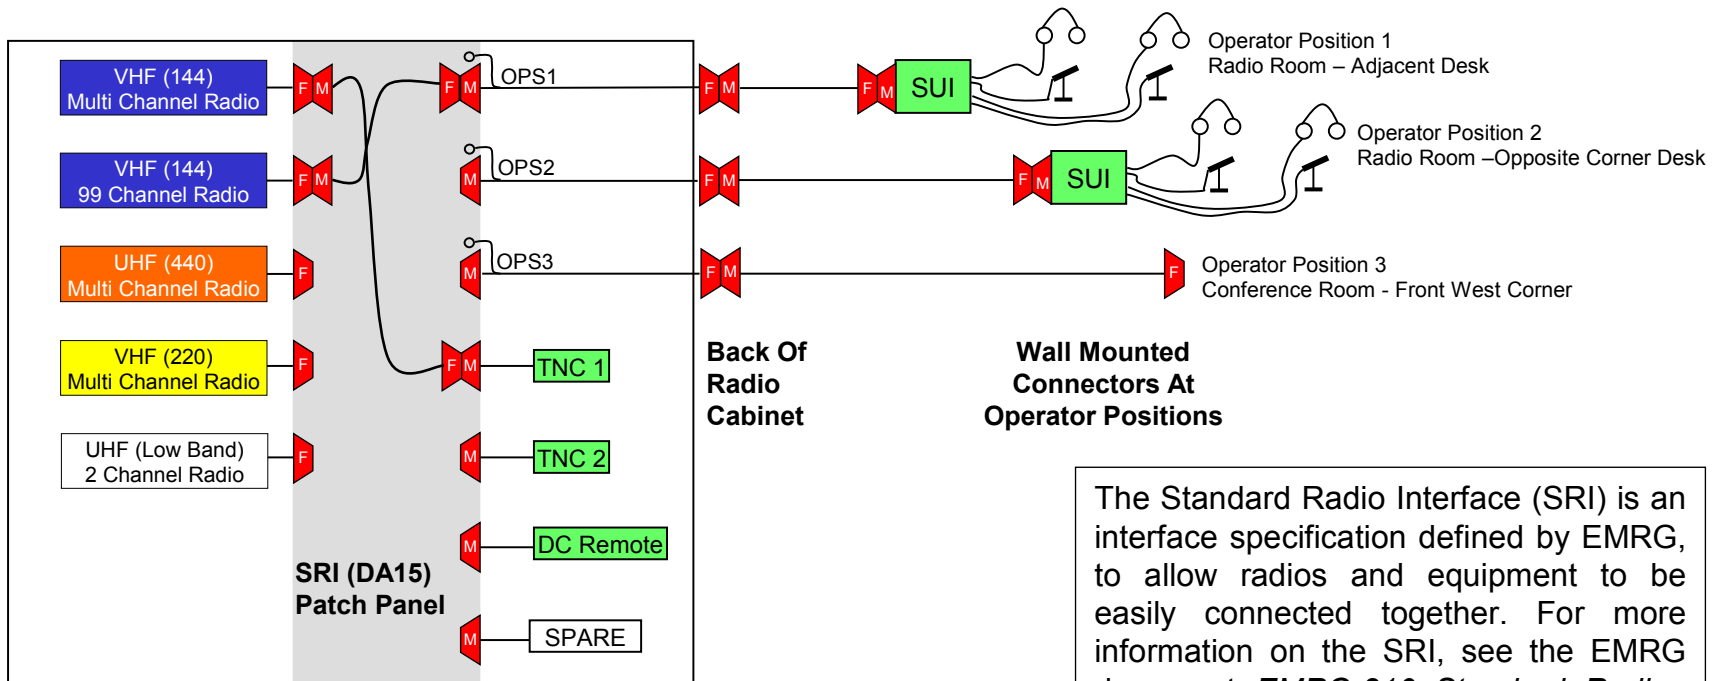 Operator Position 1
Radio Room – Adjacent Desk
VHF (144)
Multi Channel Radio
F M
F M
OPS1
F M
F M
SUI
Operator Position 2
Radio Room –Opposite Corner Desk
VHF (144)
99 Channel Radio
F M
M
OPS2
F M
F M
SUI
UHF (440)
Multi Channel Radio
F
M
OPS3
F M
F
Operator Position 3
Conference Room - Front West Corner
VHF (220)
Multi Channel Radio
F
F M
TNC 1
Back Of
Radio
Cabinet
Wall Mounted
Connectors At
Operator Positions
UHF (Low Band)
2 Channel Radio
F
M
TNC 2
M
DC Remote
SRI (DA15)
Patch Panel
M
SPARE
The Standard Radio Interface (SRI) is an
interface specification defined by EMRG,
to allow radios and equipment to be
easily connected together. For more
information on the SRI, see the EMRG